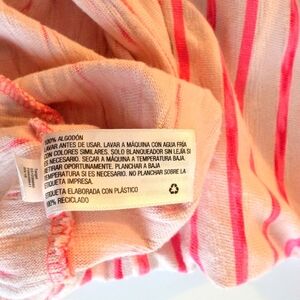 100% ALGODÓN
LAVAR ANTES DE USAR. LAVAR A MÁQUINA CON AGUA FRÍA
CON COLORES SIMILARES. SOLO BLANQUEADOR SIN LEJÍA SI
ES NECESARIO. SECAR A MÁQUINA A TEMPERATURA BAJA.
RETIRAR OPORTUNAMENTE. PLANCHAR A BAJA
TEMPERATURA SI ES NECESARIO. NO PLANCHAR SOBRE LA
ETIQUETA IMPRESA.
ETIQUETA ELABORADA CON PLÁSTICO
100% RECICLADO